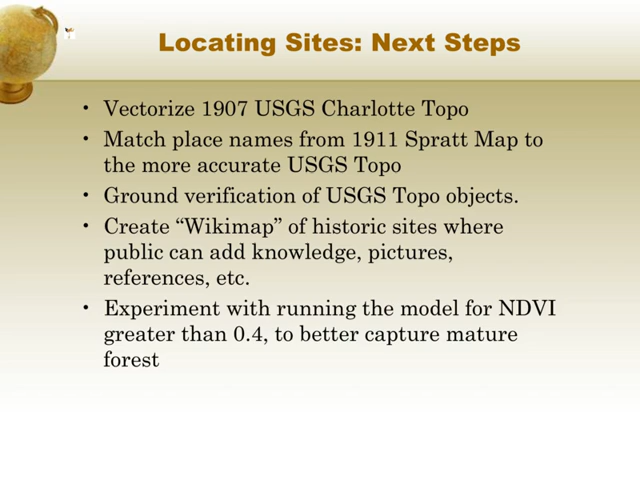 Locating Sites: Next Steps
• Vectorize 1907 USGS Charlotte Topo
• Match place names from 1911 Spratt Map to
the more accurate USGS Topo
• Ground verification of USGS Topo objects.
• Create “Wikimap” of historic sites where
public can add knowledge, pictures,
references, etc.
• Experiment with running the model for NDVI
greater than 0.4, to better capture mature
forest